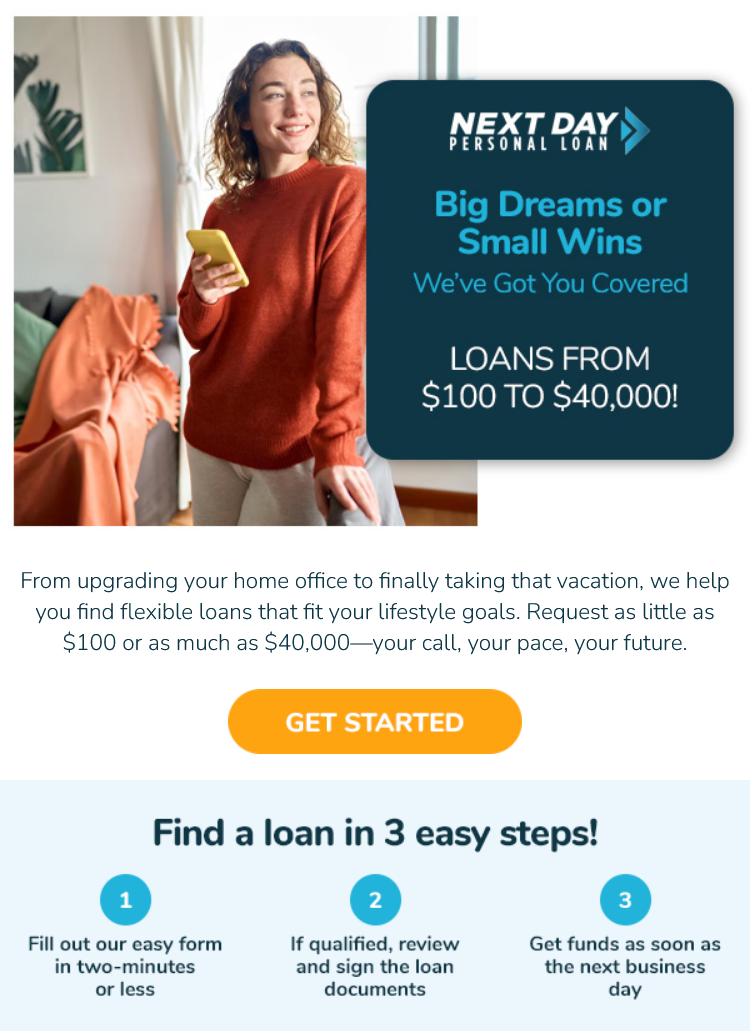 NEXT DAY
PERSONAL LOAN
Big Dreams or
Small Wins
We've Got You Covered
LOANS FROM
$100 TO $40,000!
From upgrading your home office to finally taking that vacation, we help
you find flexible loans that fit your lifestyle goals. Request as little as
$100 or as much as $40,000—your call, your pace, your future.
GET STARTED
Find a loan in 3 easy steps!
1
Fill out our easy form
in two-minutes
or less
2
If qualified, review
and sign the loan
documents
3
Get funds as soon as
the next business
day